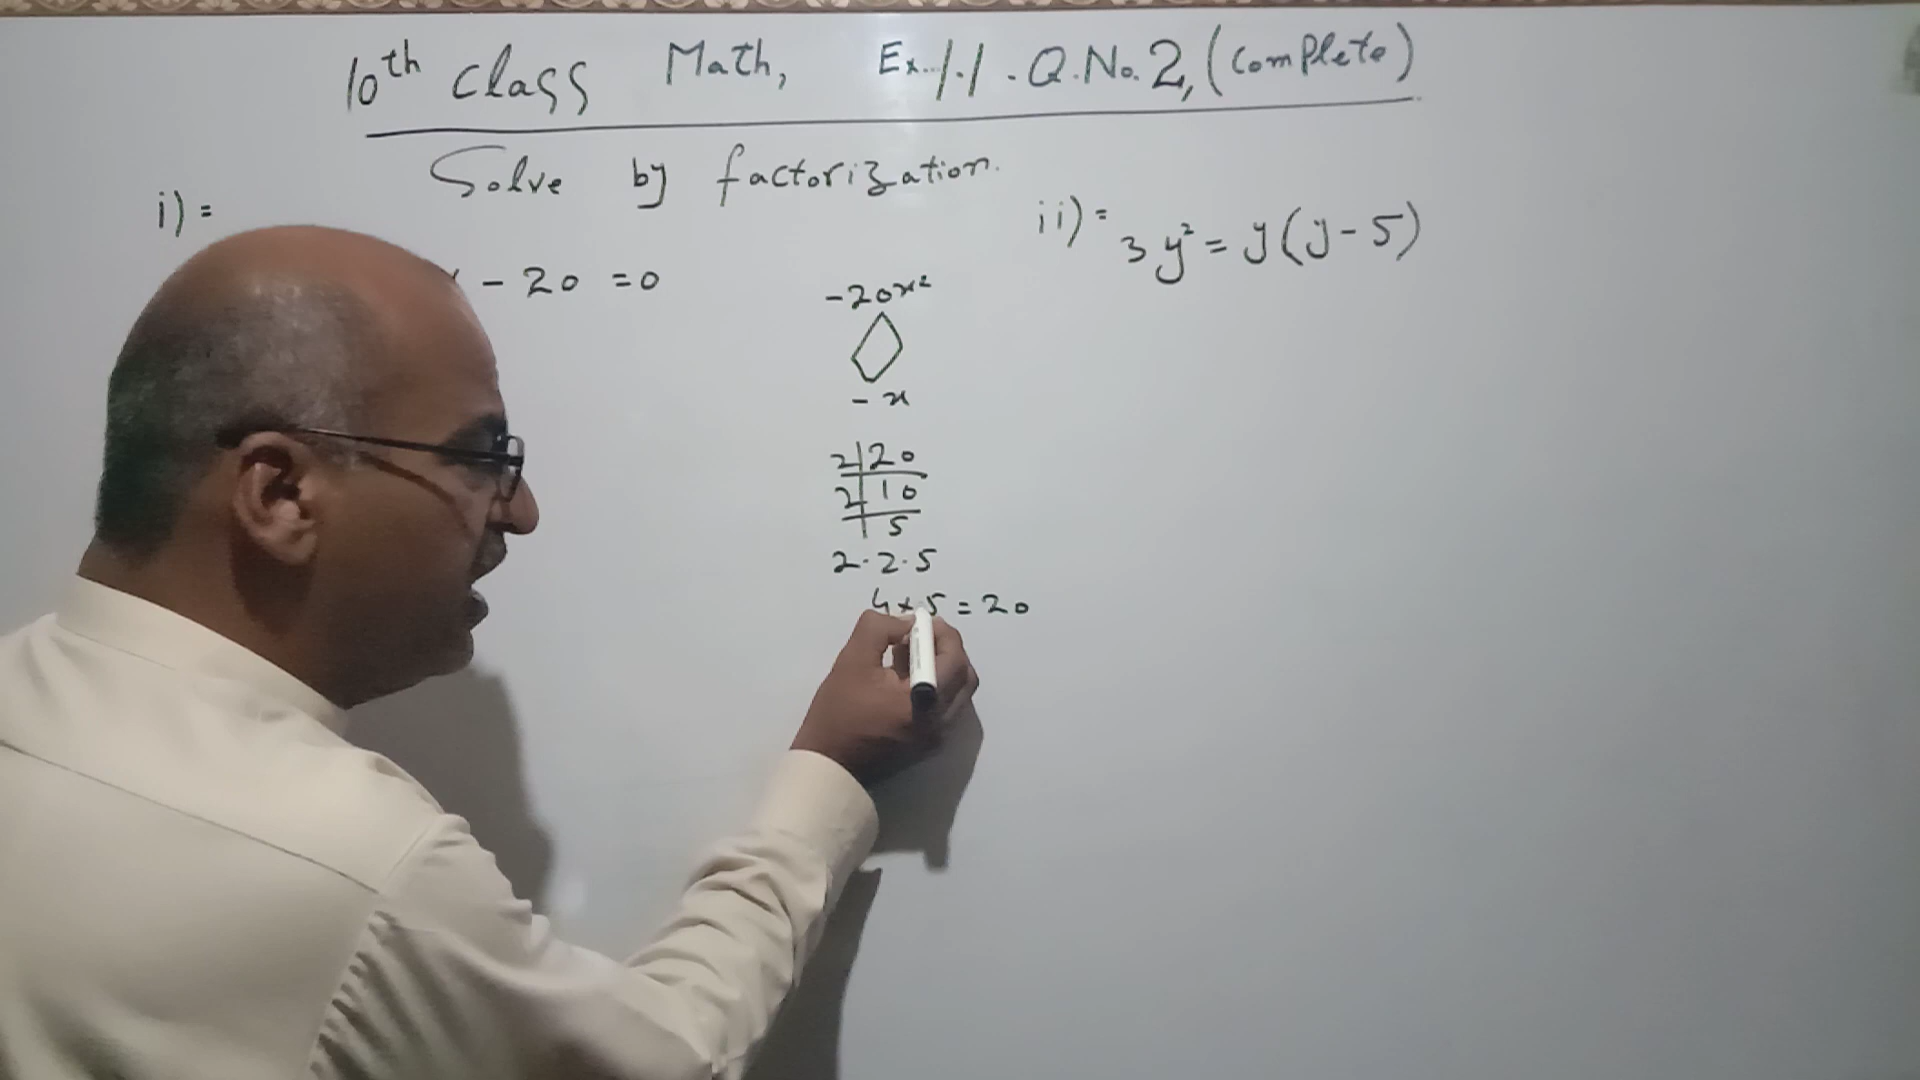 10th class Math, Ex. 1.1. Q.No. 2, (Complete)
Solve by factorization.
i) =
- 20 = 0
-20x²
- x
2|20
2|10
5
2.2.5
4×5=20
ii) = 3y² = y(y-5)